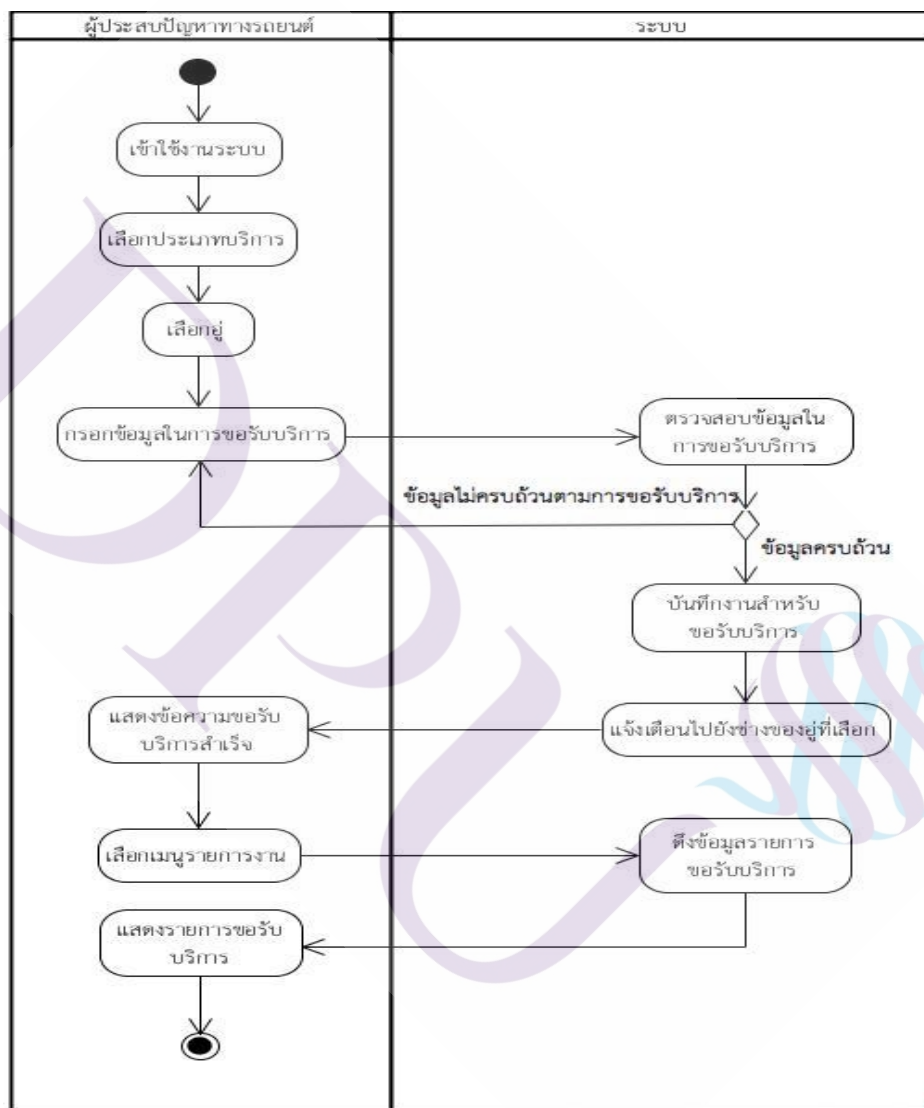 ผู้ประสบปัญหาทางรถยนต์
ระบบ
เข้าใช้งานระบบ
เลือกประเภทบริการ
เลือกอู่
กรอกข้อมูลในการขอรับบริการ
ตรวจสอบข้อมูลใน
การขอรับบริการ
ข้อมูลไม่ครบถ้วนตามการขอรับบริการ
ข้อมูลครบถ้วน
บันทึกงานสำหรับ
ขอรับบริการ
แจ้งเตือนไปยังช่างของอู่ที่เลือก
แสดงข้อความขอรับ
บริการสำเร็จ
เลือกเมนูรายการงาน
ดึงข้อมูลรายการ
ขอรับบริการ
แสดงรายการขอรับ
บริการ
DPU